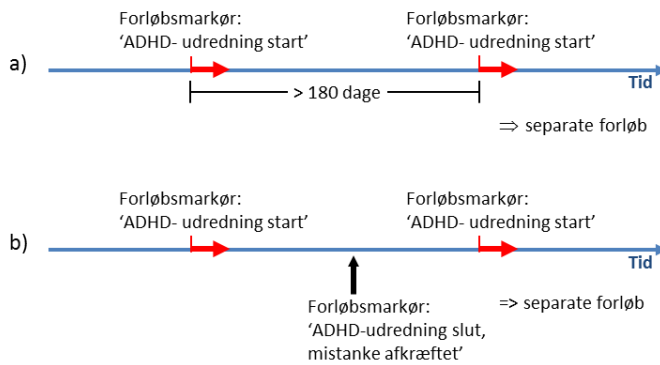 Forløbsmarkør:
‘ADHD- udredning start’
Forløbsmarkør:
‘ADHD- udredning start’
a)
Tid
> 180 dage
⇒ separate forløb
Forløbsmarkør:
‘ADHD- udredning start’
Forløbsmarkør:
‘ADHD- udredning start’
b)
Tid
Forløbsmarkør:
‘ADHD-udredning slut,
mistanke afkræftet’
=> separate forløb